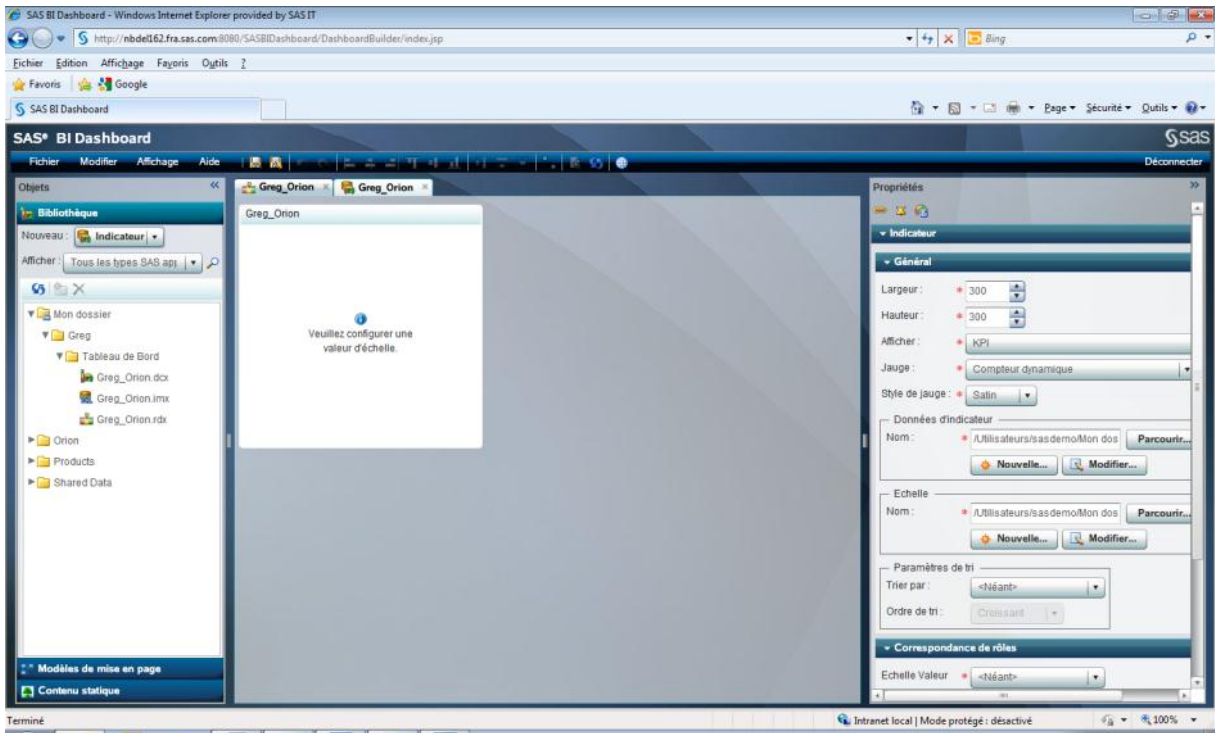 SAS BI Dashboard - Windows Internet Explorer provided by SAS IT
http://nbdel162.fra.sas.com:8080/SASBIDashboard/DashboardBuilder/index.jsp
Bing
Fichier Edition Affichage Favoris Outils ?
Favoris Google
SAS BI Dashboard
Page Sécurité Outils
SAS® BI Dashboard
sas
Fichier Modifier Affichage Aide
Déconnecter
Objets
Bibliothèque
Nouveau : Indicateur
Afficher : Tous les types SAS app
Mon dossier
Greg
Tableau de Bord
Greg_Orion.dcx
Greg_Orion.imx
Greg_Orion.rdx
Orion
Products
Shared Data
Modèles de mise en page
Contenu statique
Greg_Orion Greg_Orion
Greg_Orion
Veuillez configurer une
valeur d'échelle.
Propriétés
Indicateur
Général
Largeur : * 300
Hauteur : * 300
Afficher : * KPI
Jauge : * Compteur dynamique
Style de jauge : * Satin
Données d'indicateur
Nom : * /Utilisateurs/sasdemo/Mon dos Parcourir...
Nouvelle... Modifier...
Echelle
Nom : * /Utilisateurs/sasdemo/Mon dos Parcourir...
Nouvelle... Modifier...
Paramètres de tri
Trier par : <Néant>
Ordre de tri : Croissant
Correspondance de rôles
Echelle Valeur * <Néant>
Terminé
Intranet local | Mode protégé : désactivé
100%